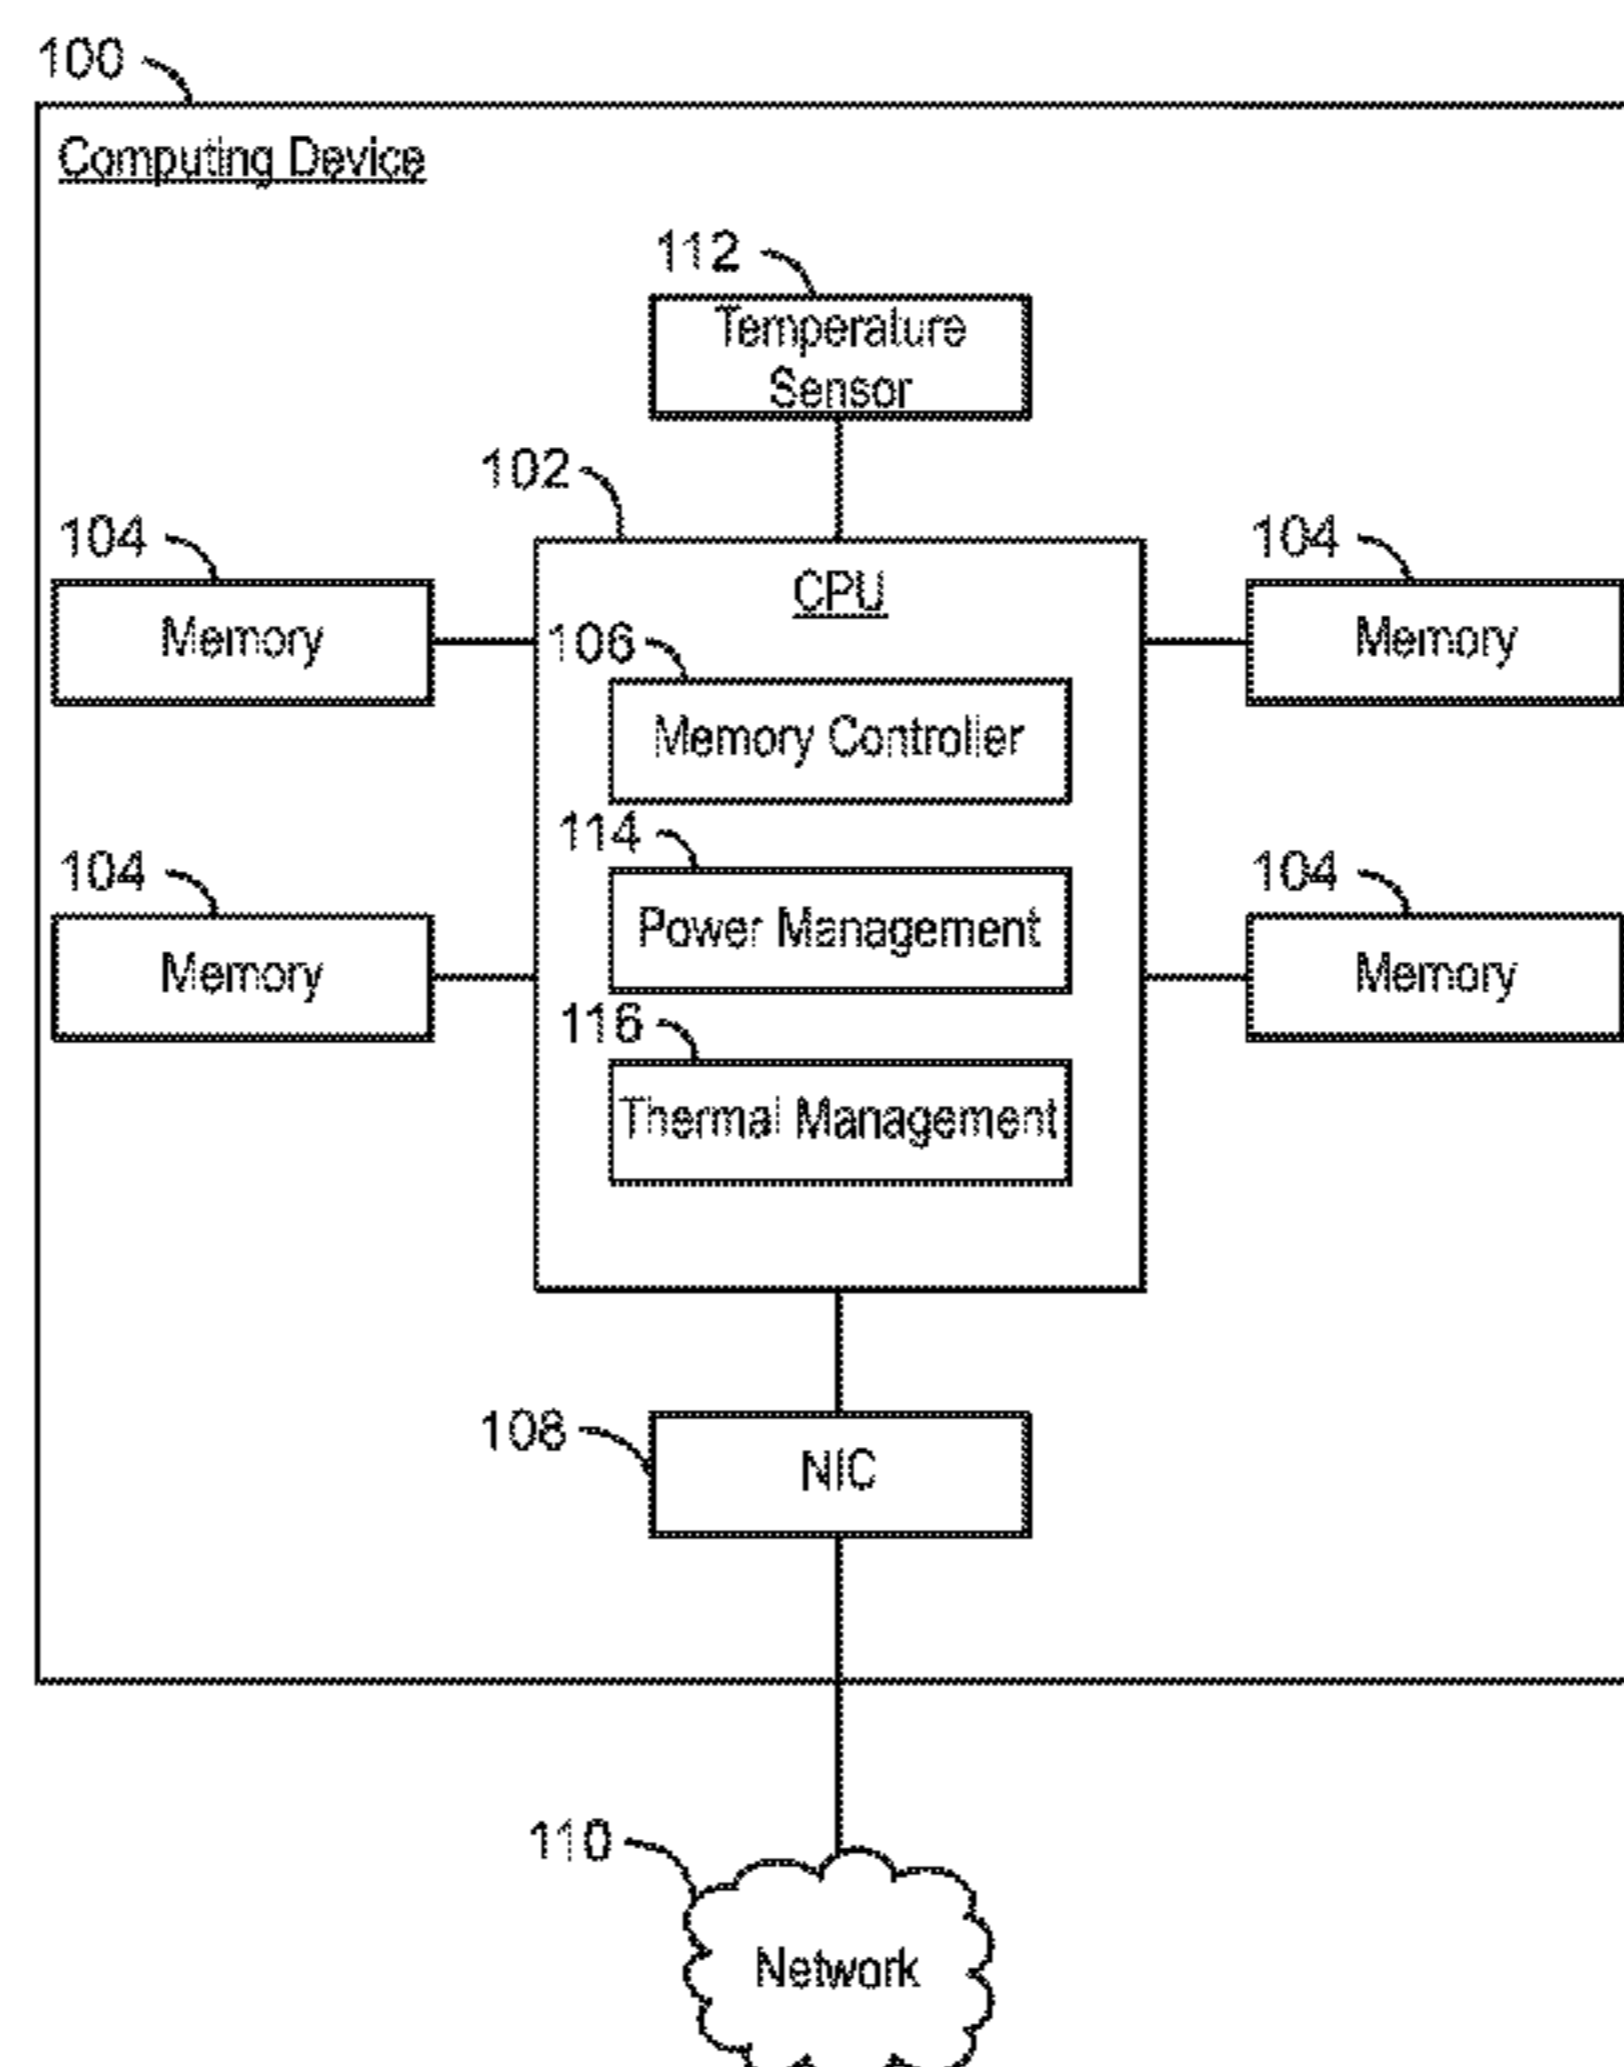 100
Computing Device
112
Temperature
Sensor
102
104
104
CPU
Memory
106
Memory
Memory Controller
114
104
104
Power Management
Memory
Memory
116
Thermal Management
108
NIC
110
Network